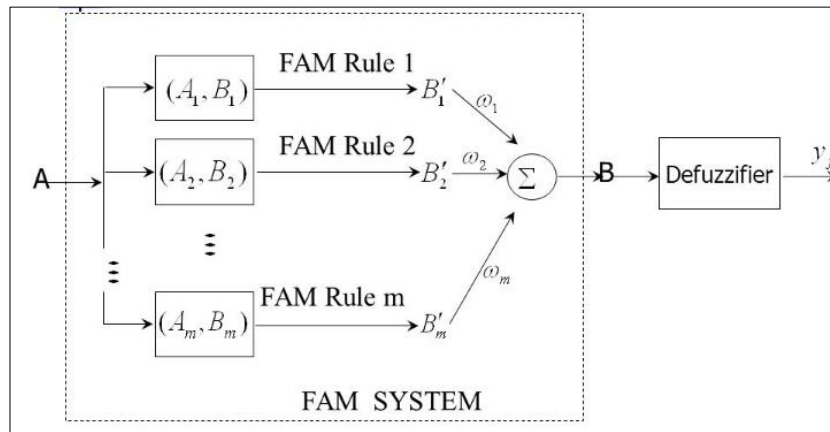 FAM Rule 1
(A₁, B₁)
B′₁
ω₁
FAM Rule 2
A
(A₂, B₂)
B′₂
ω₂
Σ
B
Defuzzifier
FAM Rule m
(Aₘ, Bₘ)
B′ₘ
ωₘ
FAM SYSTEM